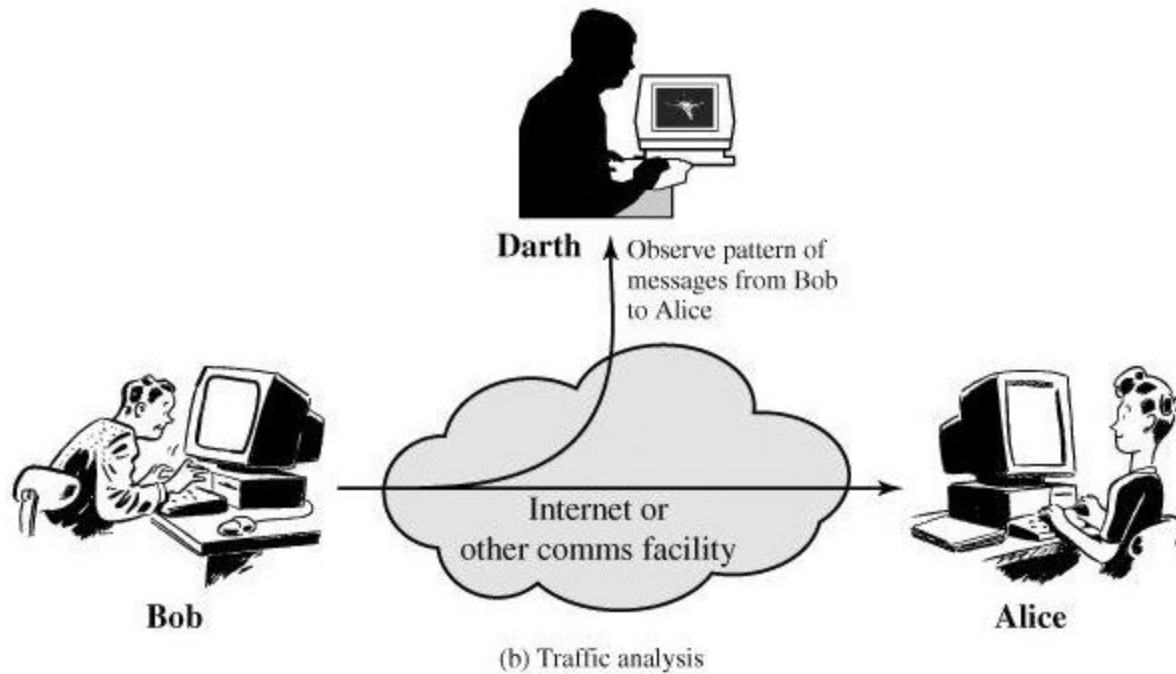 Darth
Observe pattern of
messages from Bob
to Alice
Internet or
other comms facility
Bob
Alice
(b) Traffic analysis